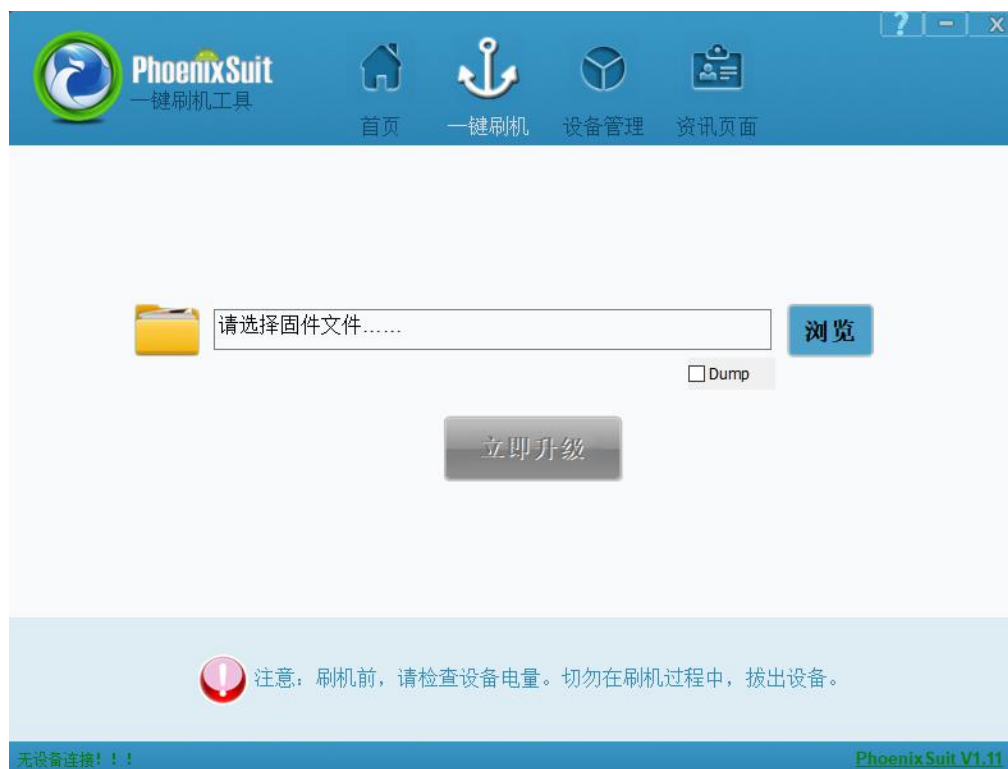 ? - X
PhoenixSuit
一键刷机工具
首页 一键刷机 设备管理 资讯页面
请选择固件文件……
浏览
Dump
立即升级
注意：刷机前，请检查设备电量。切勿在刷机过程中，拔出设备。
无设备连接！！！
PhoenixSuit V1.11